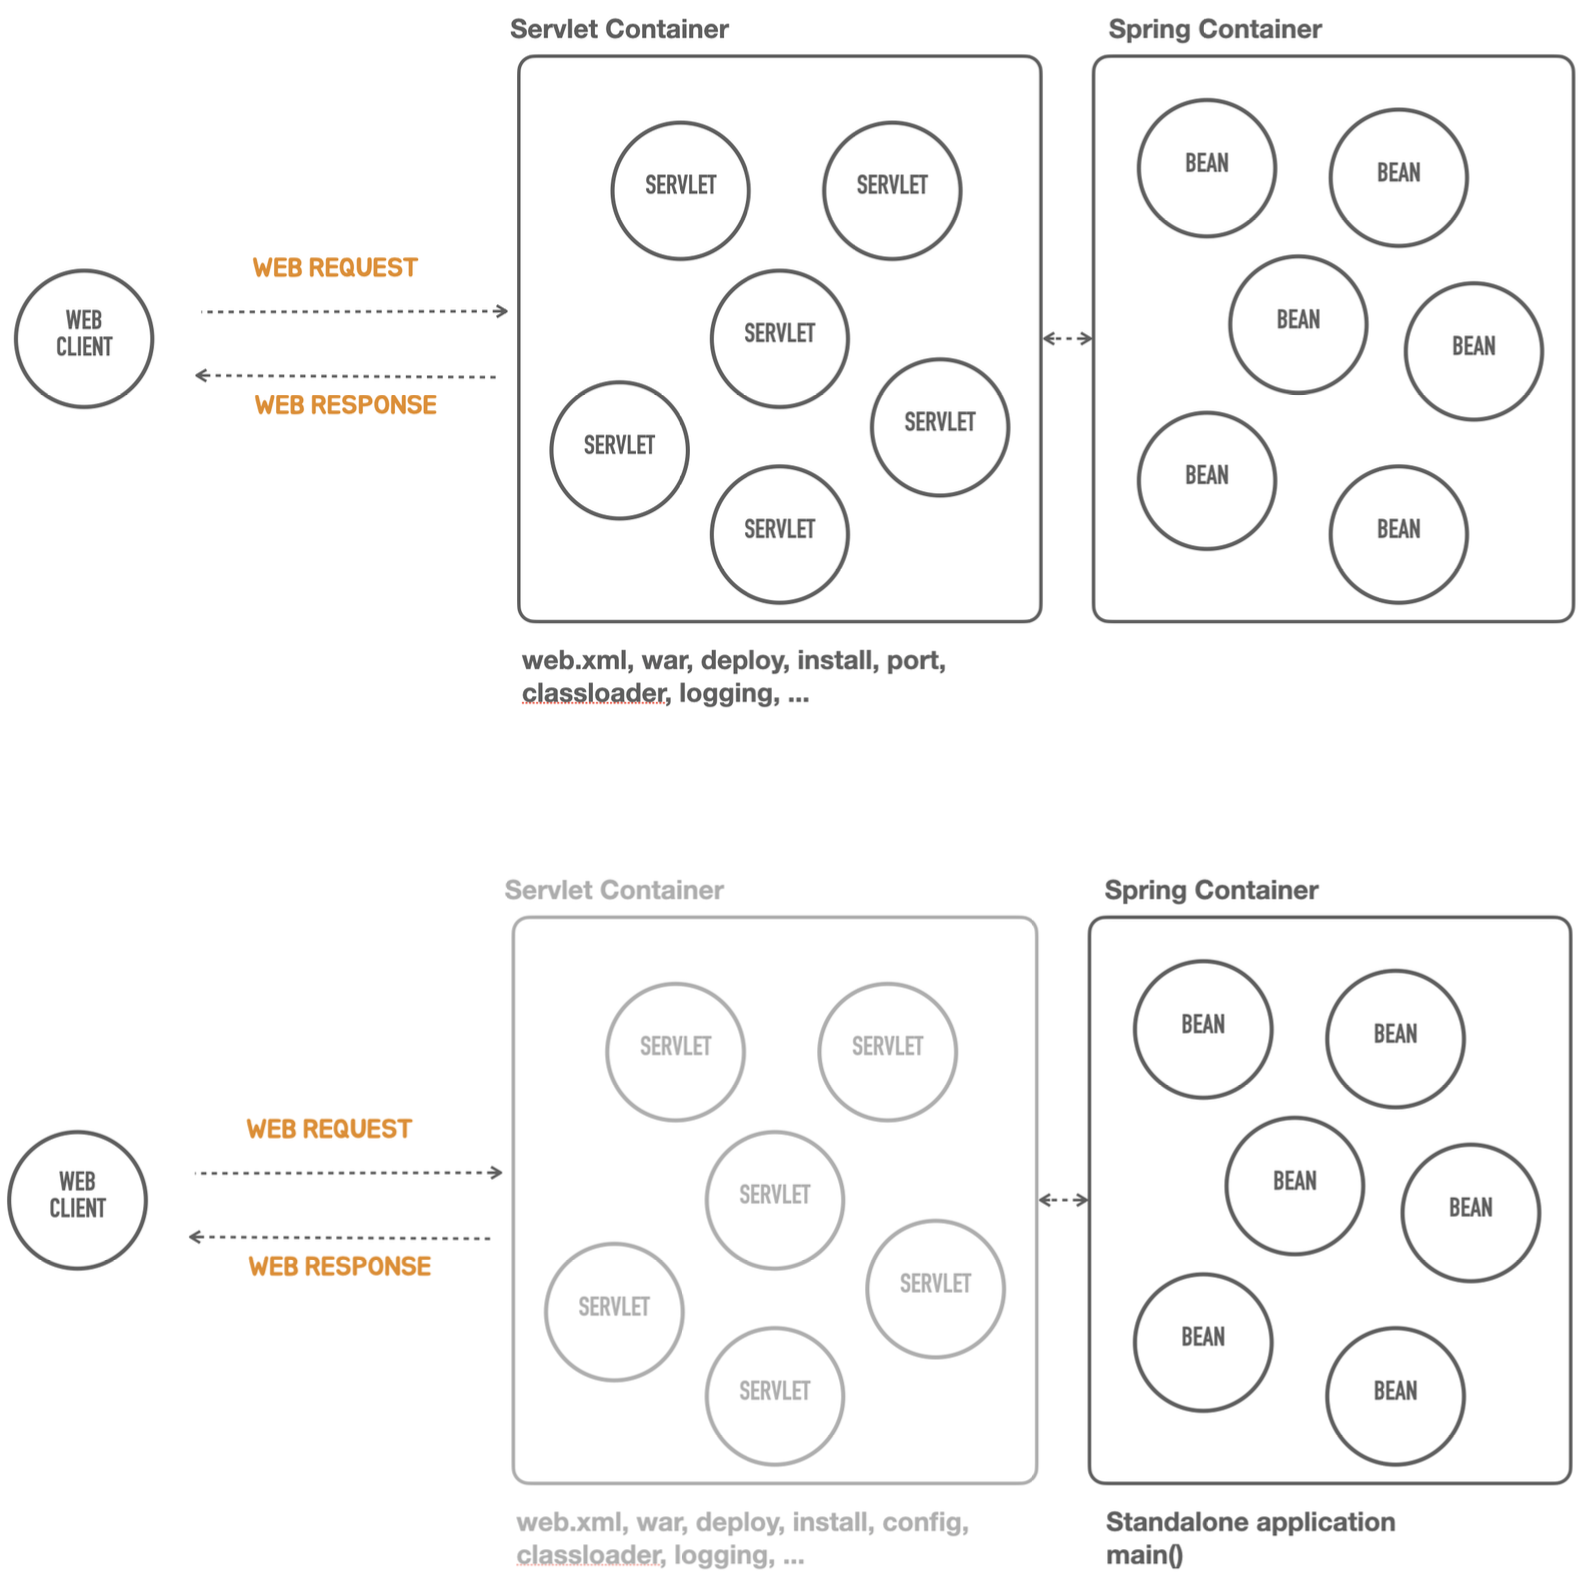 Servlet Container
Spring Container
SERVLET
SERVLET
BEAN
BEAN
WEB REQUEST
WEB
CLIENT
SERVLET
BEAN
BEAN
WEB RESPONSE
SERVLET
SERVLET
BEAN
SERVLET
BEAN
web.xml, war, deploy, install, port,
classloader, logging, ...
Servlet Container
Spring Container
SERVLET
SERVLET
BEAN
BEAN
WEB REQUEST
WEB
CLIENT
SERVLET
BEAN
BEAN
WEB RESPONSE
SERVLET
SERVLET
BEAN
SERVLET
BEAN
web.xml, war, deploy, install, config,
classloader, logging, ...
Standalone application
main()